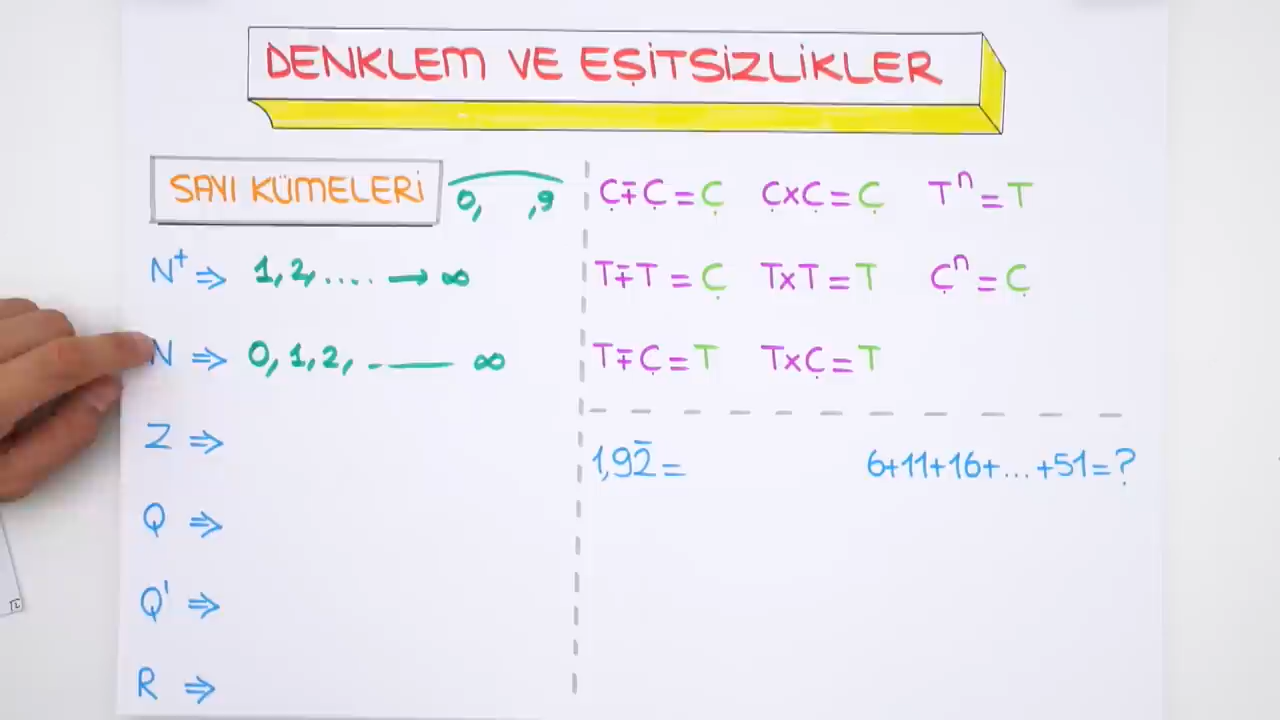 DENKLEM VE EŞİTSİZLİKLER
SAYI KÜMELERİ
0, ,9
N⁺ ⇒ 1,2,.... → ∞
N ⇒ 0,1,2, ... ∞
Z ⇒
Q ⇒
Q' ⇒
R ⇒
Ç∓Ç=Ç ÇxÇ=Ç Tⁿ=T
T∓T=Ç TxT=T Çⁿ=Ç
T∓Ç=T TxÇ=T
1,92̅=
6+11+16+...+51=?